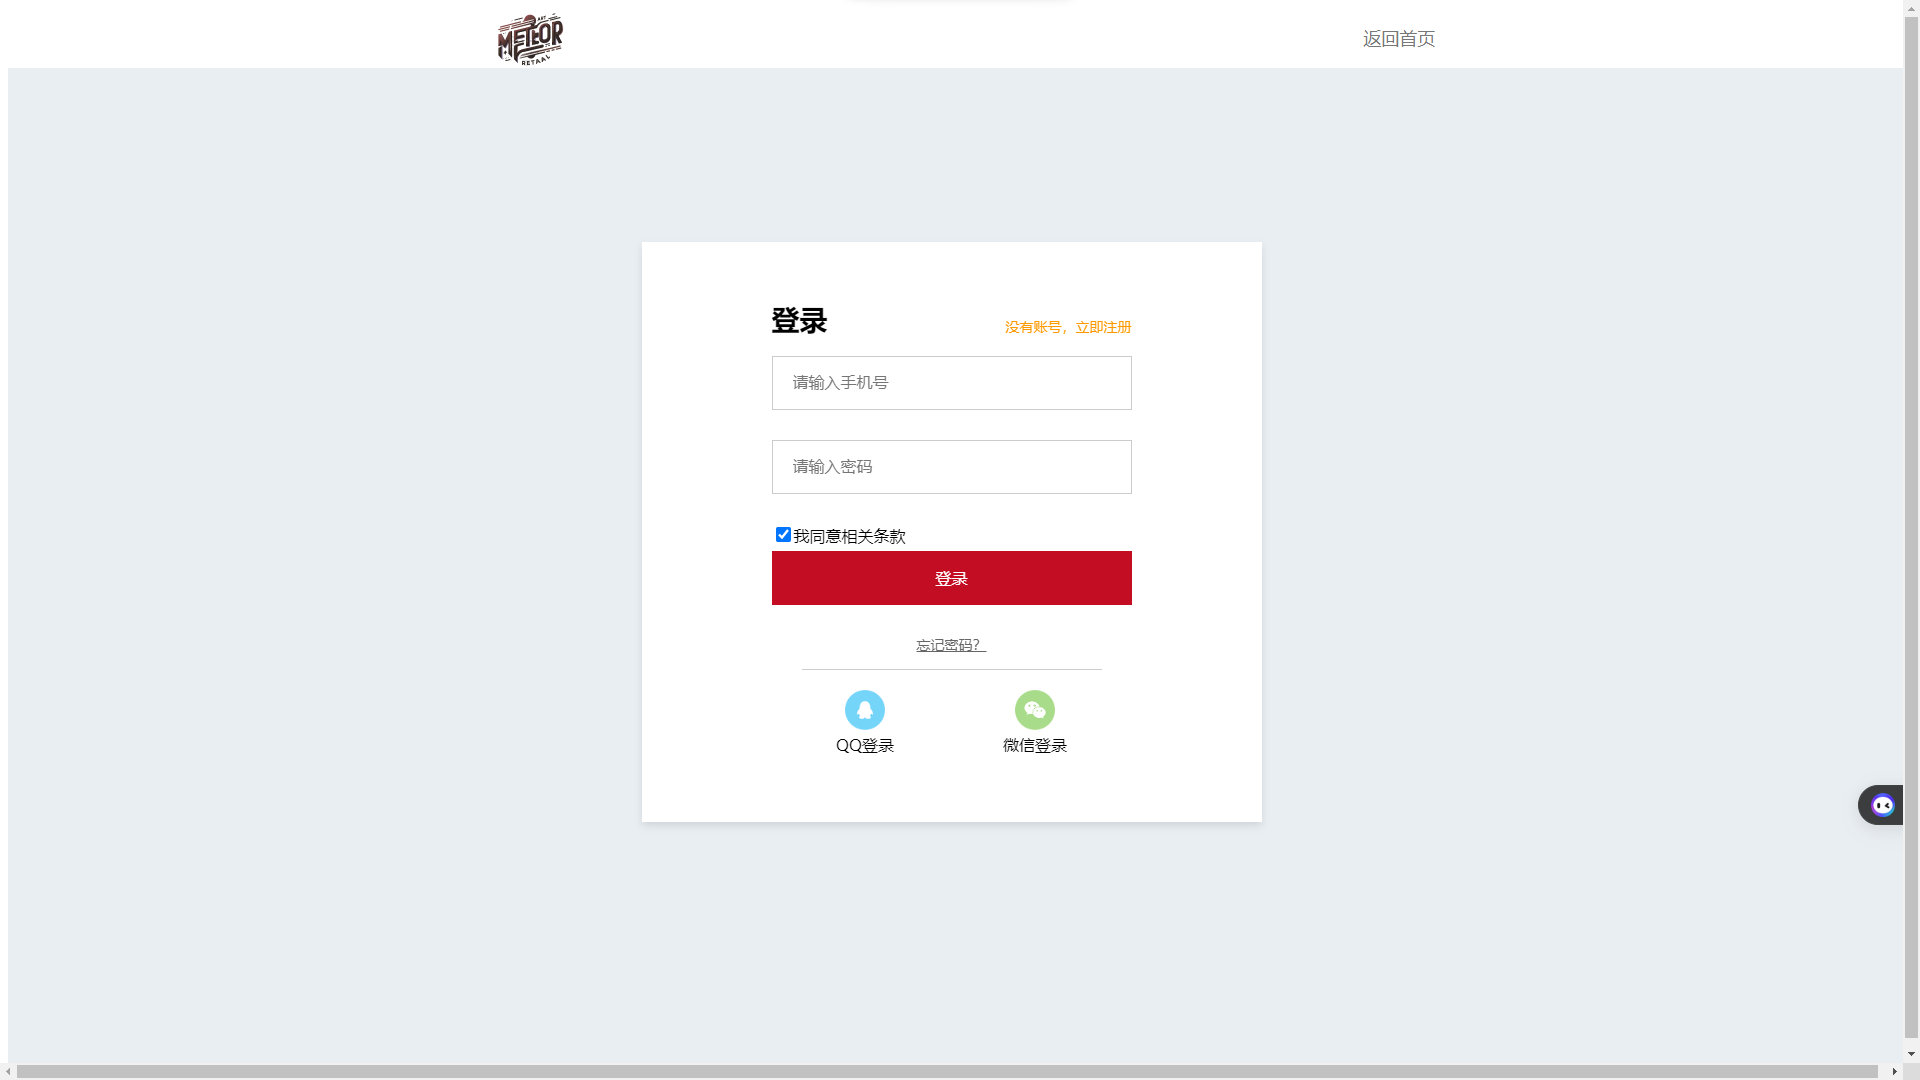 ART
METEOR
RETAAL
返回首页
登录
没有账号，立即注册
请输入手机号
请输入密码
我同意相关条款
登录
忘记密码？
QQ登录
微信登录